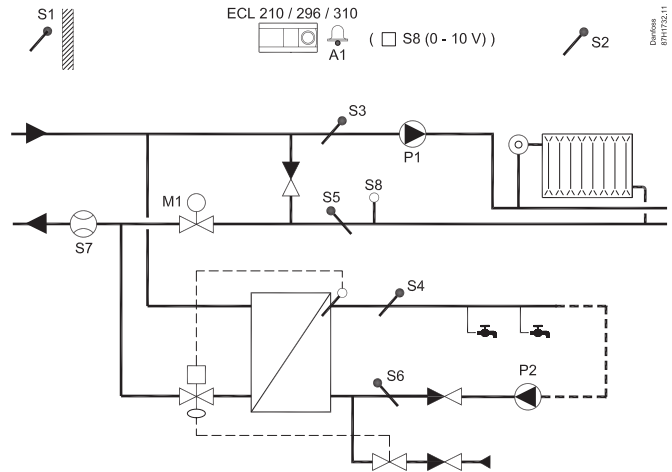 S1
ECL 210 / 296 / 310
A1
( □ S8 (0 - 10 V) )
S2
Danfoss
87H1732.11
S3
P1
M1
S5
S8
S7
S4
S6
P2